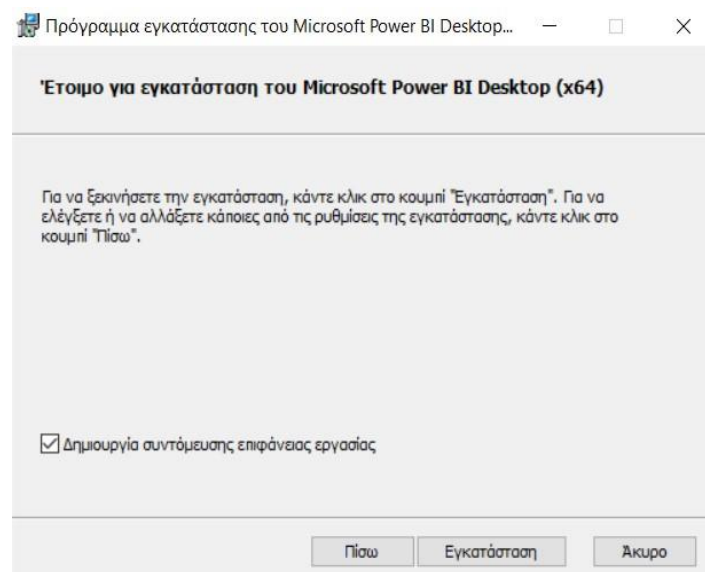 Πρόγραμμα εγκατάστασης του Microsoft Power BI Desktop...
Έτοιμο για εγκατάσταση του Microsoft Power BI Desktop (x64)
Για να ξεκινήσετε την εγκατάσταση, κάντε κλικ στο κουμπί "Εγκατάσταση". Για να
ελέγξετε ή να αλλάξετε κάποιες από τις ρυθμίσεις της εγκατάστασης, κάντε κλικ στο
κουμπί "Πίσω".
Δημιουργία συντόμευσης επιφάνειας εργασίας
Πίσω Εγκατάσταση Άκυρο